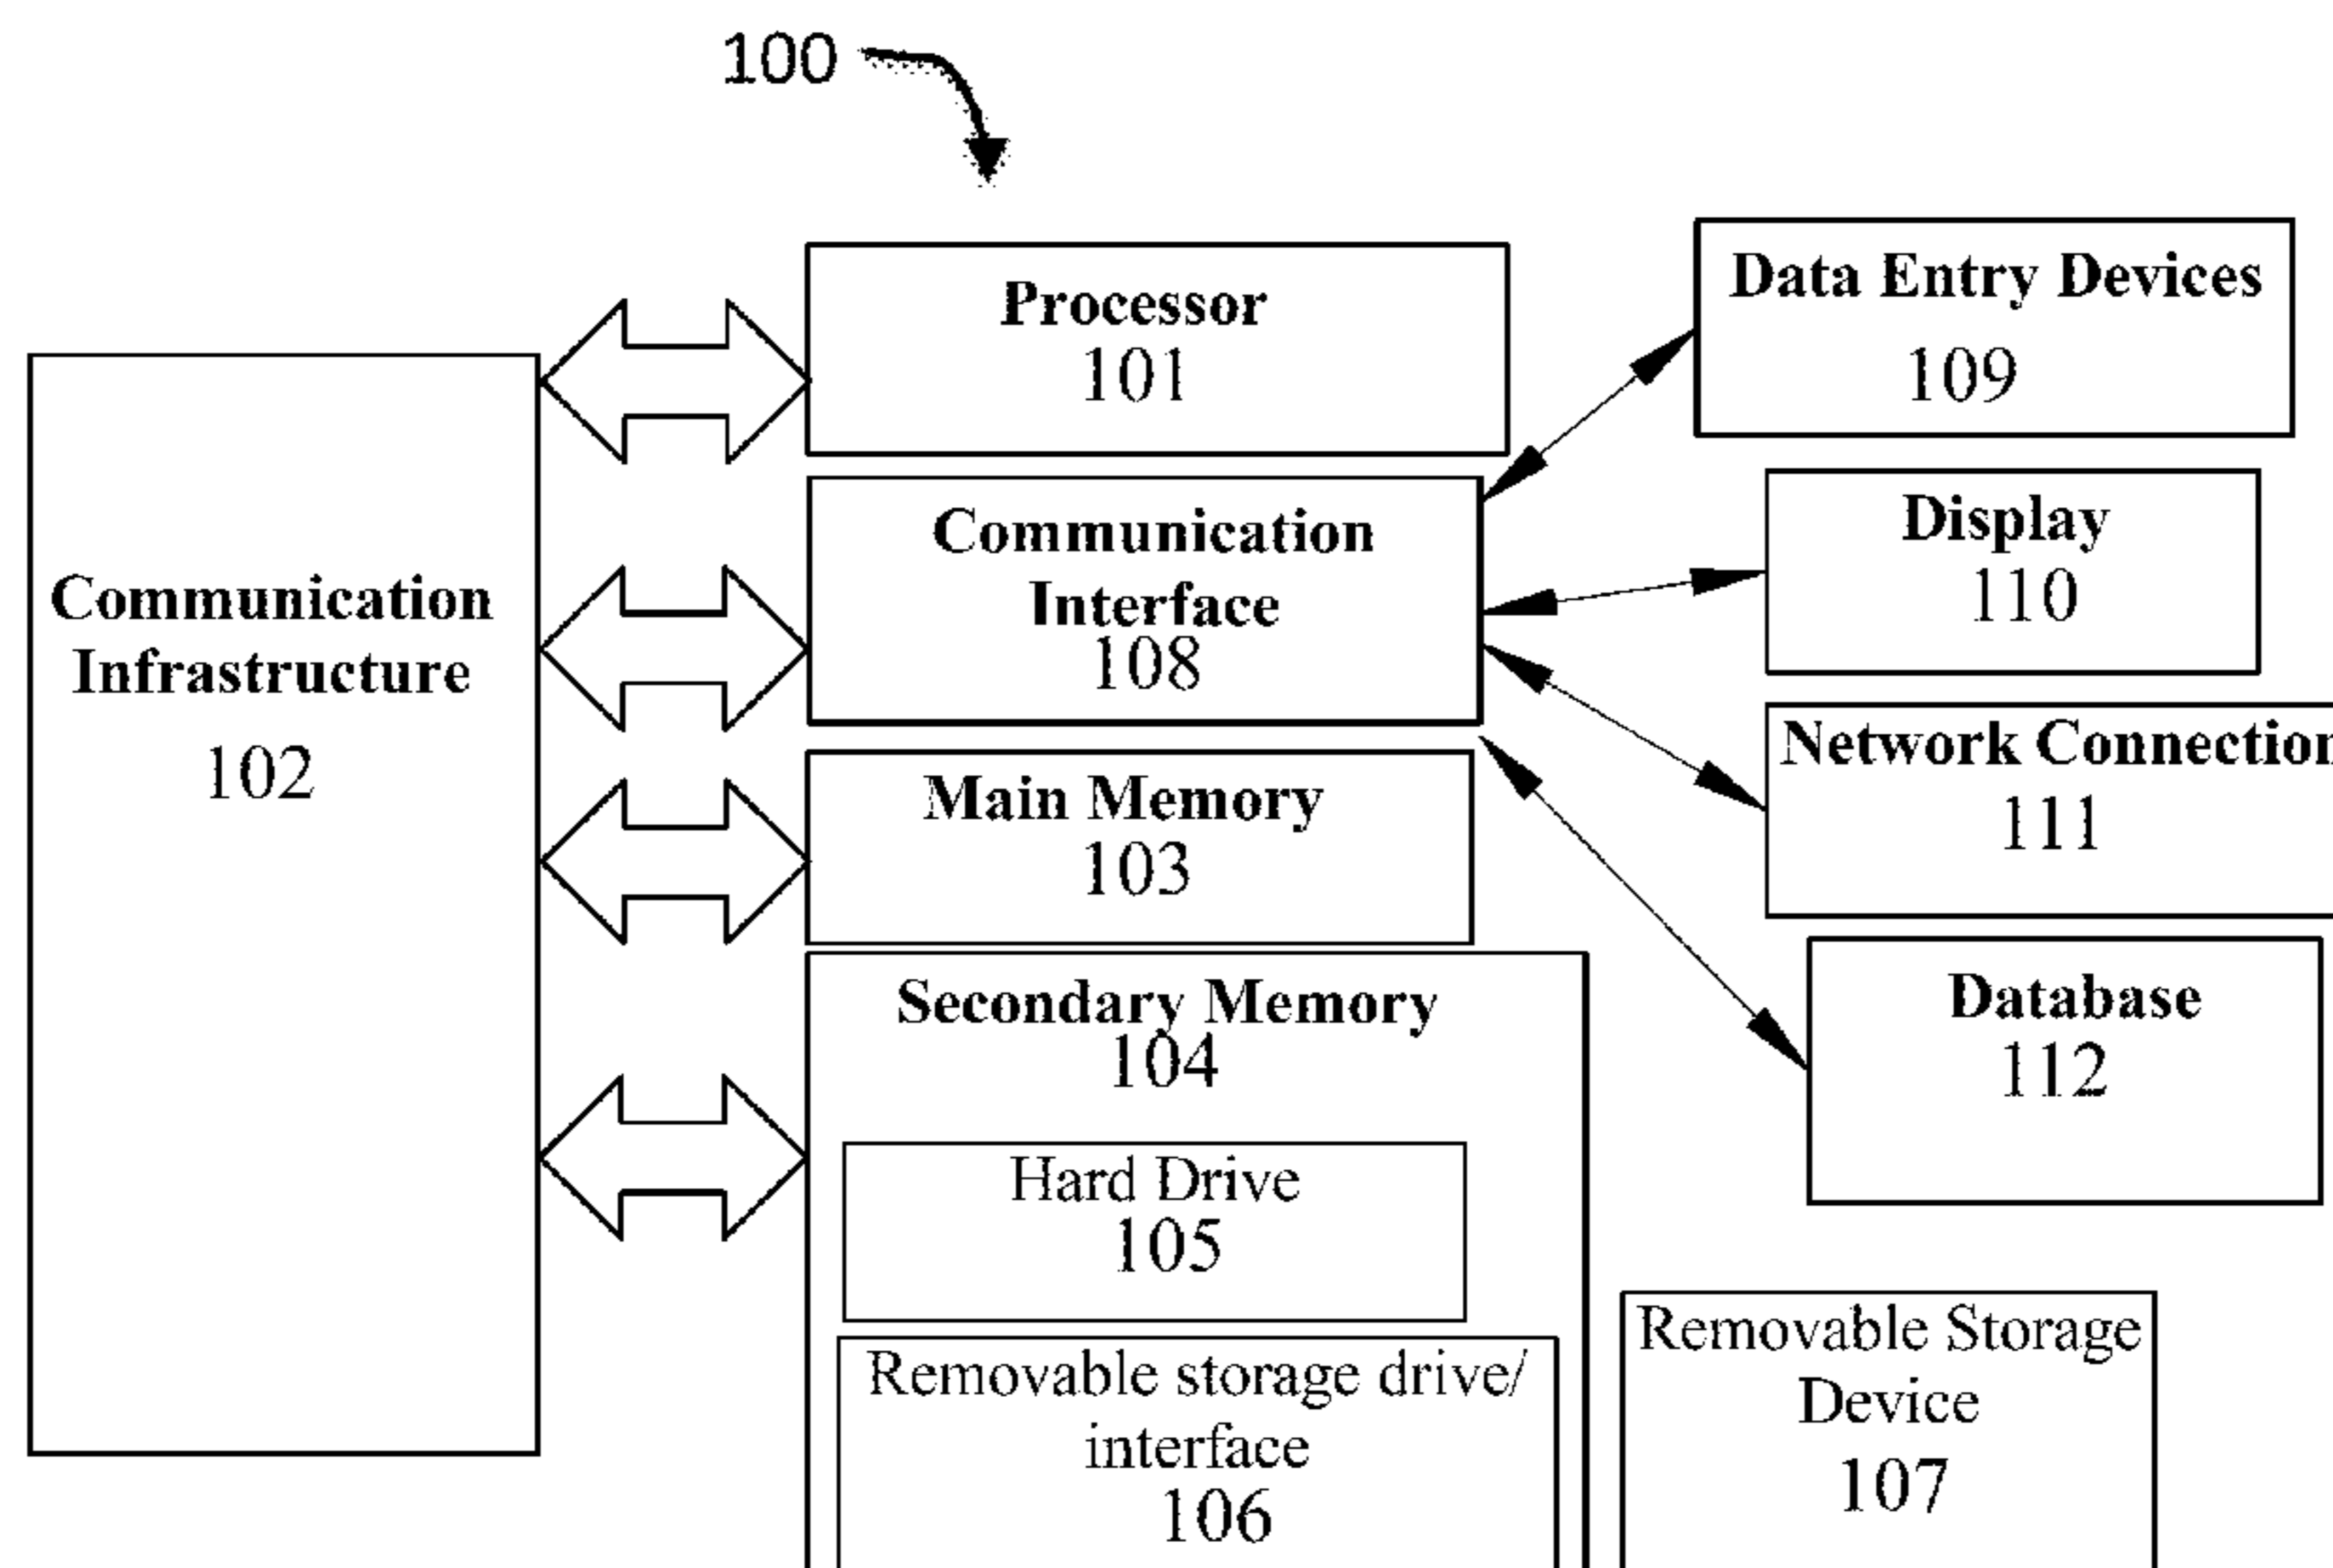 100
Communication
Infrastructure
102
Processor
101
Communication
Interface
108
Main Memory
103
Secondary Memory
104
Hard Drive
105
Removable storage drive/
interface
106
Data Entry Devices
109
Display
110
Network Connection
111
Database
112
Removable Storage
Device
107